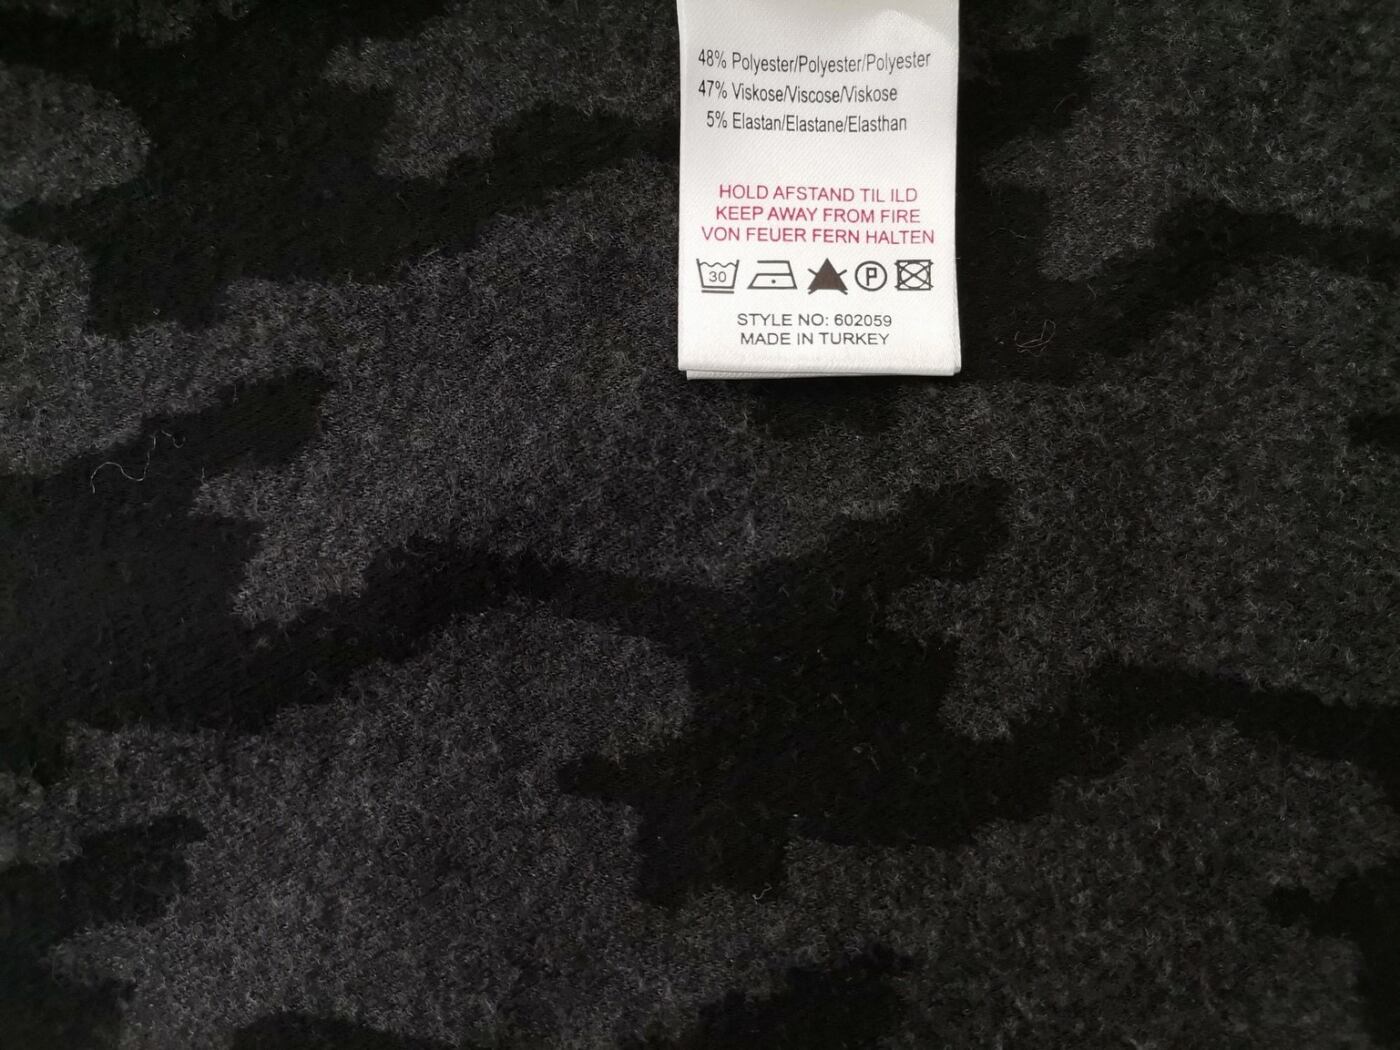 48% Polyester/Polyester/Polyester
47% Viskose/Viscose/Viskose
5% Elastan/Elastane/Elasthan
HOLD AFSTAND TIL ILD
KEEP AWAY FROM FIRE
VON FEUER FERN HALTEN
30 P
STYLE NO: 602059
MADE IN TURKEY